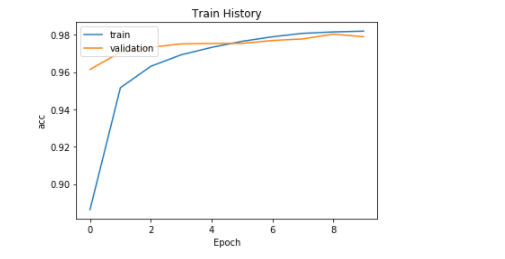 Train History
0.98
train
validation
0.96
0.94
acc
0.92
0.90
0 2 4 6 8
Epoch